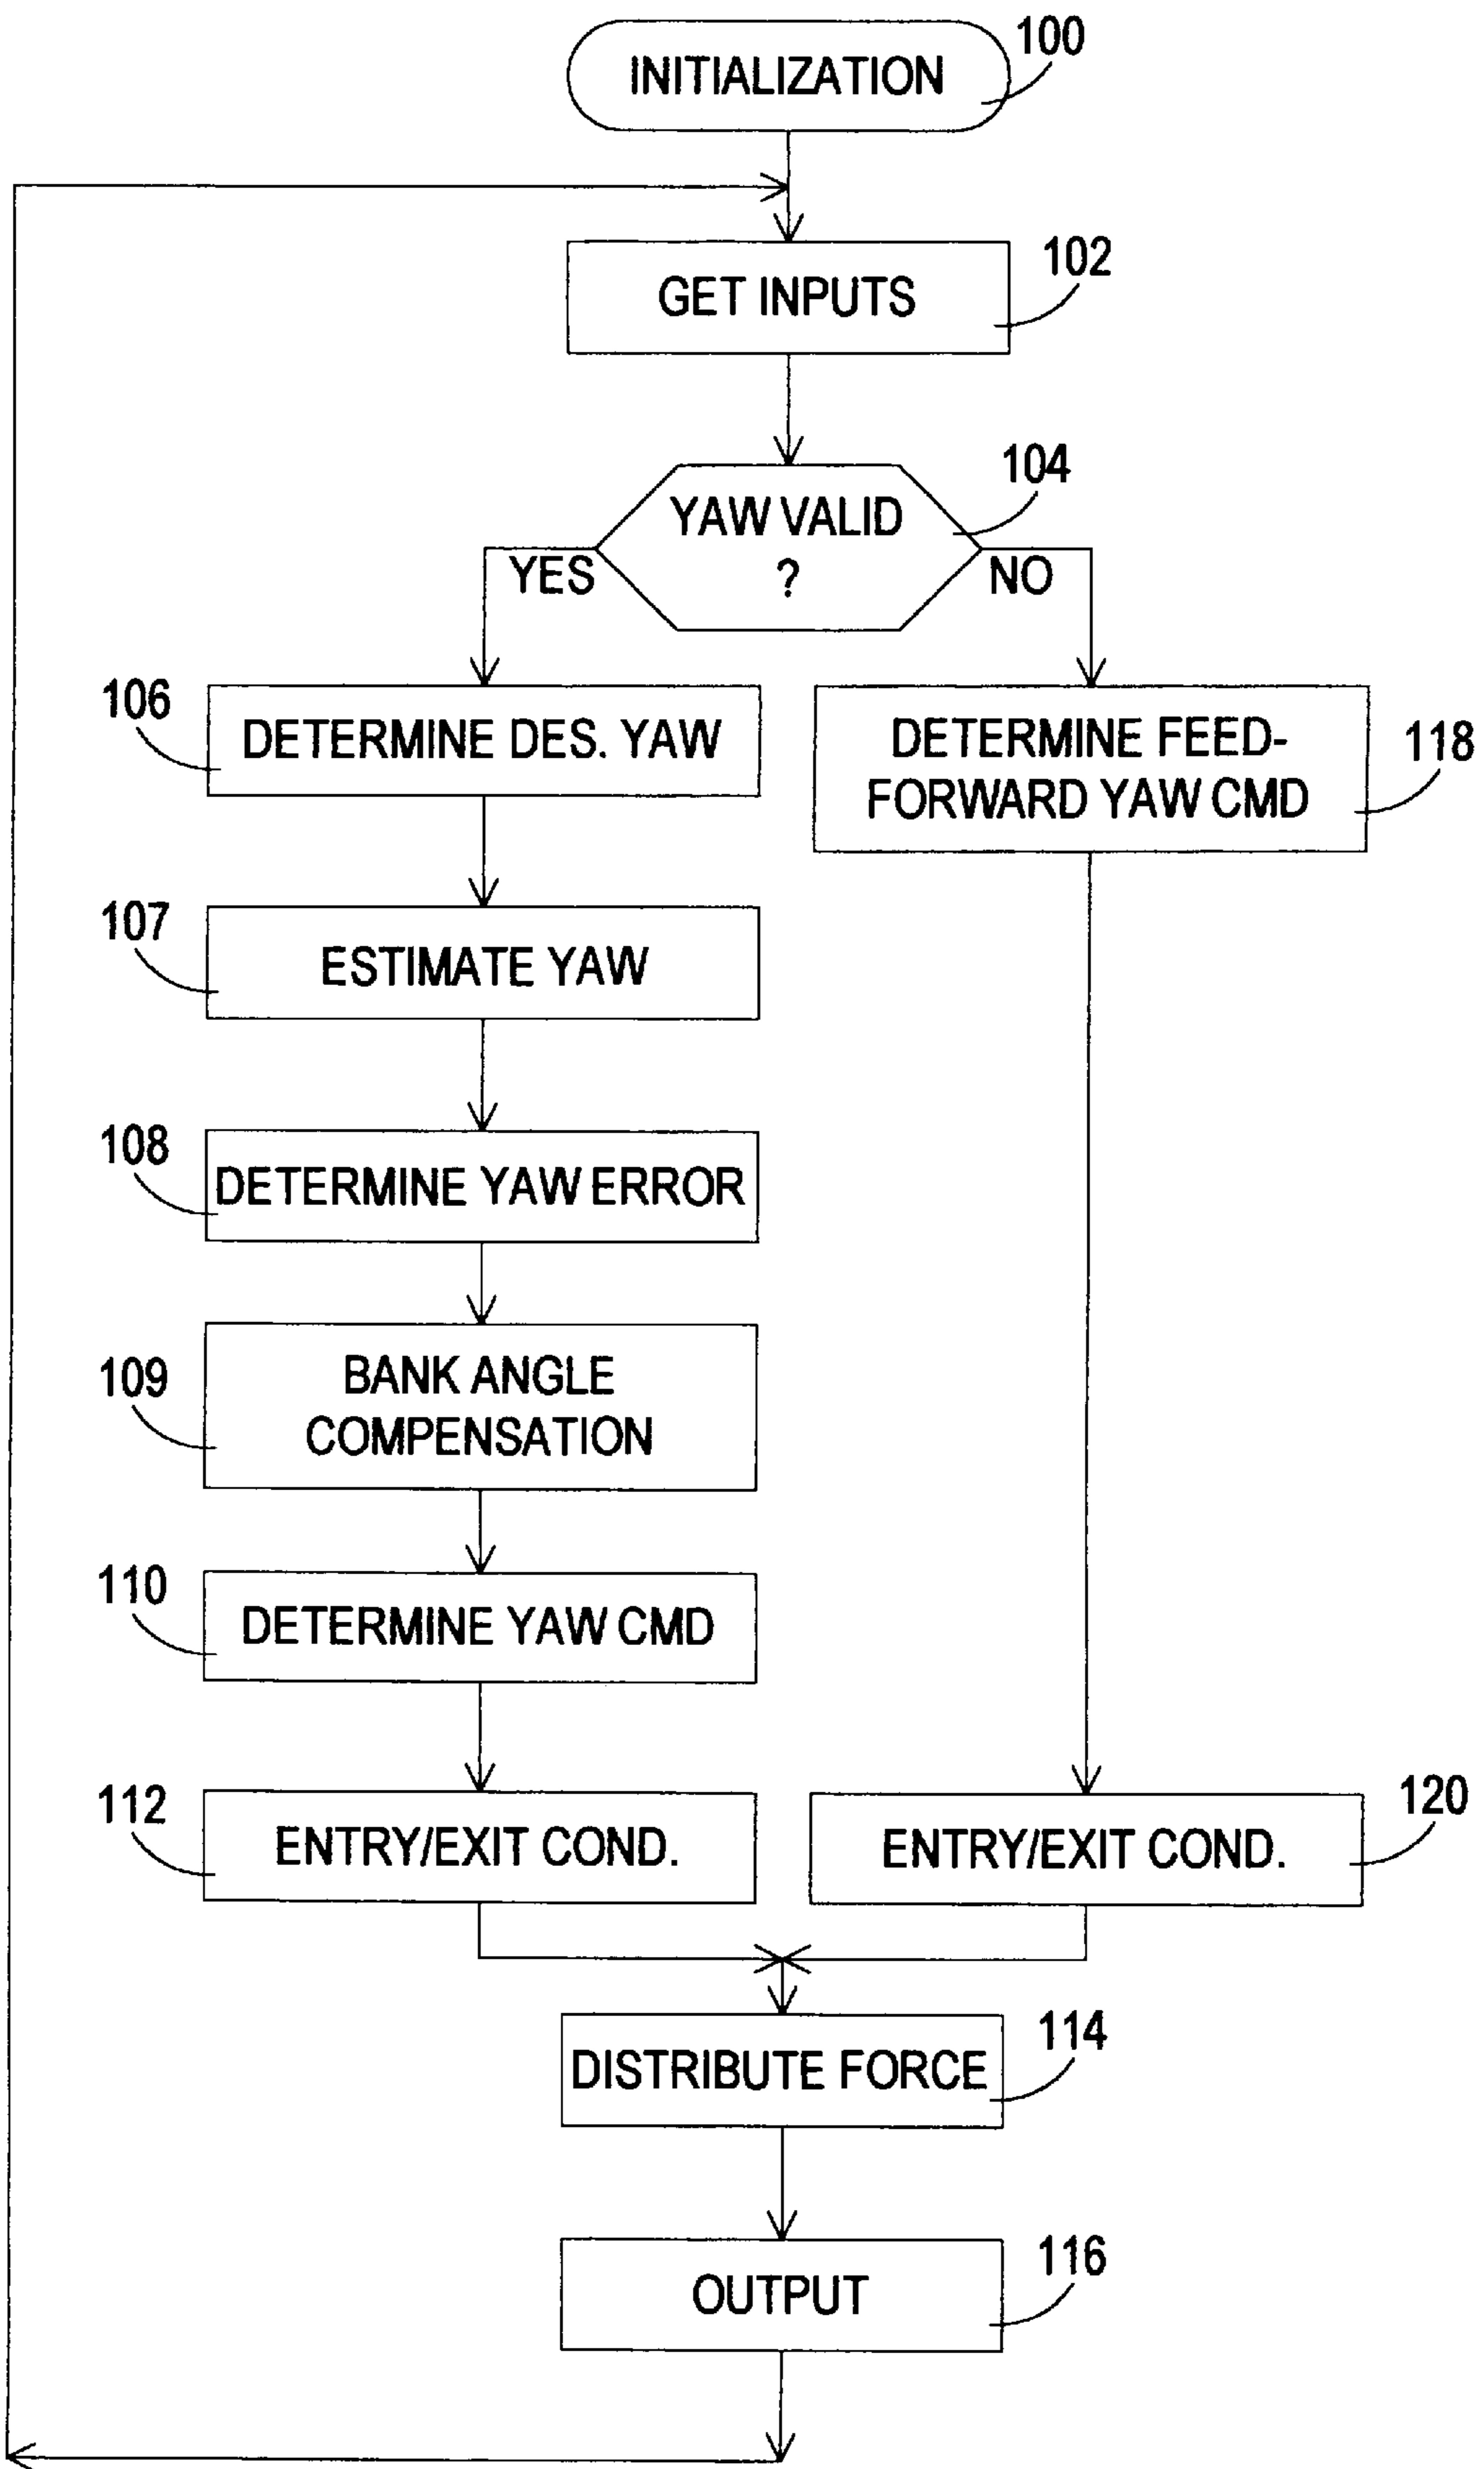 INITIALIZATION
100
GET INPUTS
102
YAW VALID
?
104
YES
NO
106
DETERMINE DES. YAW
DETERMINE FEED-
FORWARD YAW CMD
118
107
ESTIMATE YAW
108
DETERMINE YAW ERROR
109
BANK ANGLE
COMPENSATION
110
DETERMINE YAW CMD
112
ENTRY/EXIT COND.
ENTRY/EXIT COND.
120
DISTRIBUTE FORCE
114
OUTPUT
116